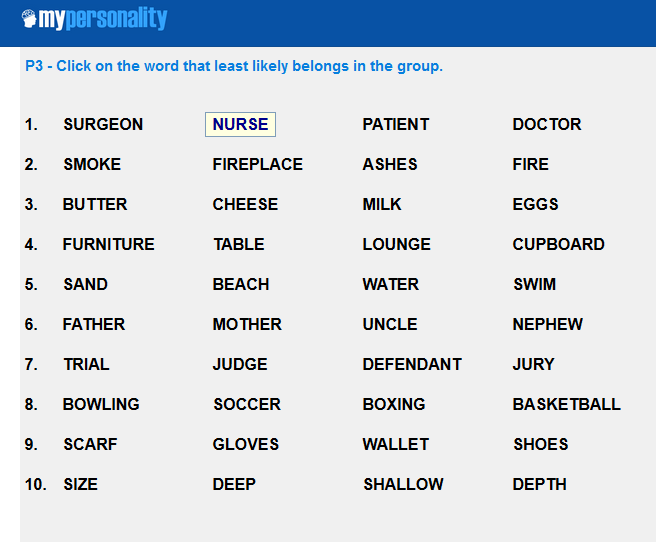 mypersonality
P3 - Click on the word that least likely belongs in the group.
1. SURGEON NURSE PATIENT DOCTOR
2. SMOKE FIREPLACE ASHES FIRE
3. BUTTER CHEESE MILK EGGS
4. FURNITURE TABLE LOUNGE CUPBOARD
5. SAND BEACH WATER SWIM
6. FATHER MOTHER UNCLE NEPHEW
7. TRIAL JUDGE DEFENDANT JURY
8. BOWLING SOCCER BOXING BASKETBALL
9. SCARF GLOVES WALLET SHOES
10. SIZE DEEP SHALLOW DEPTH